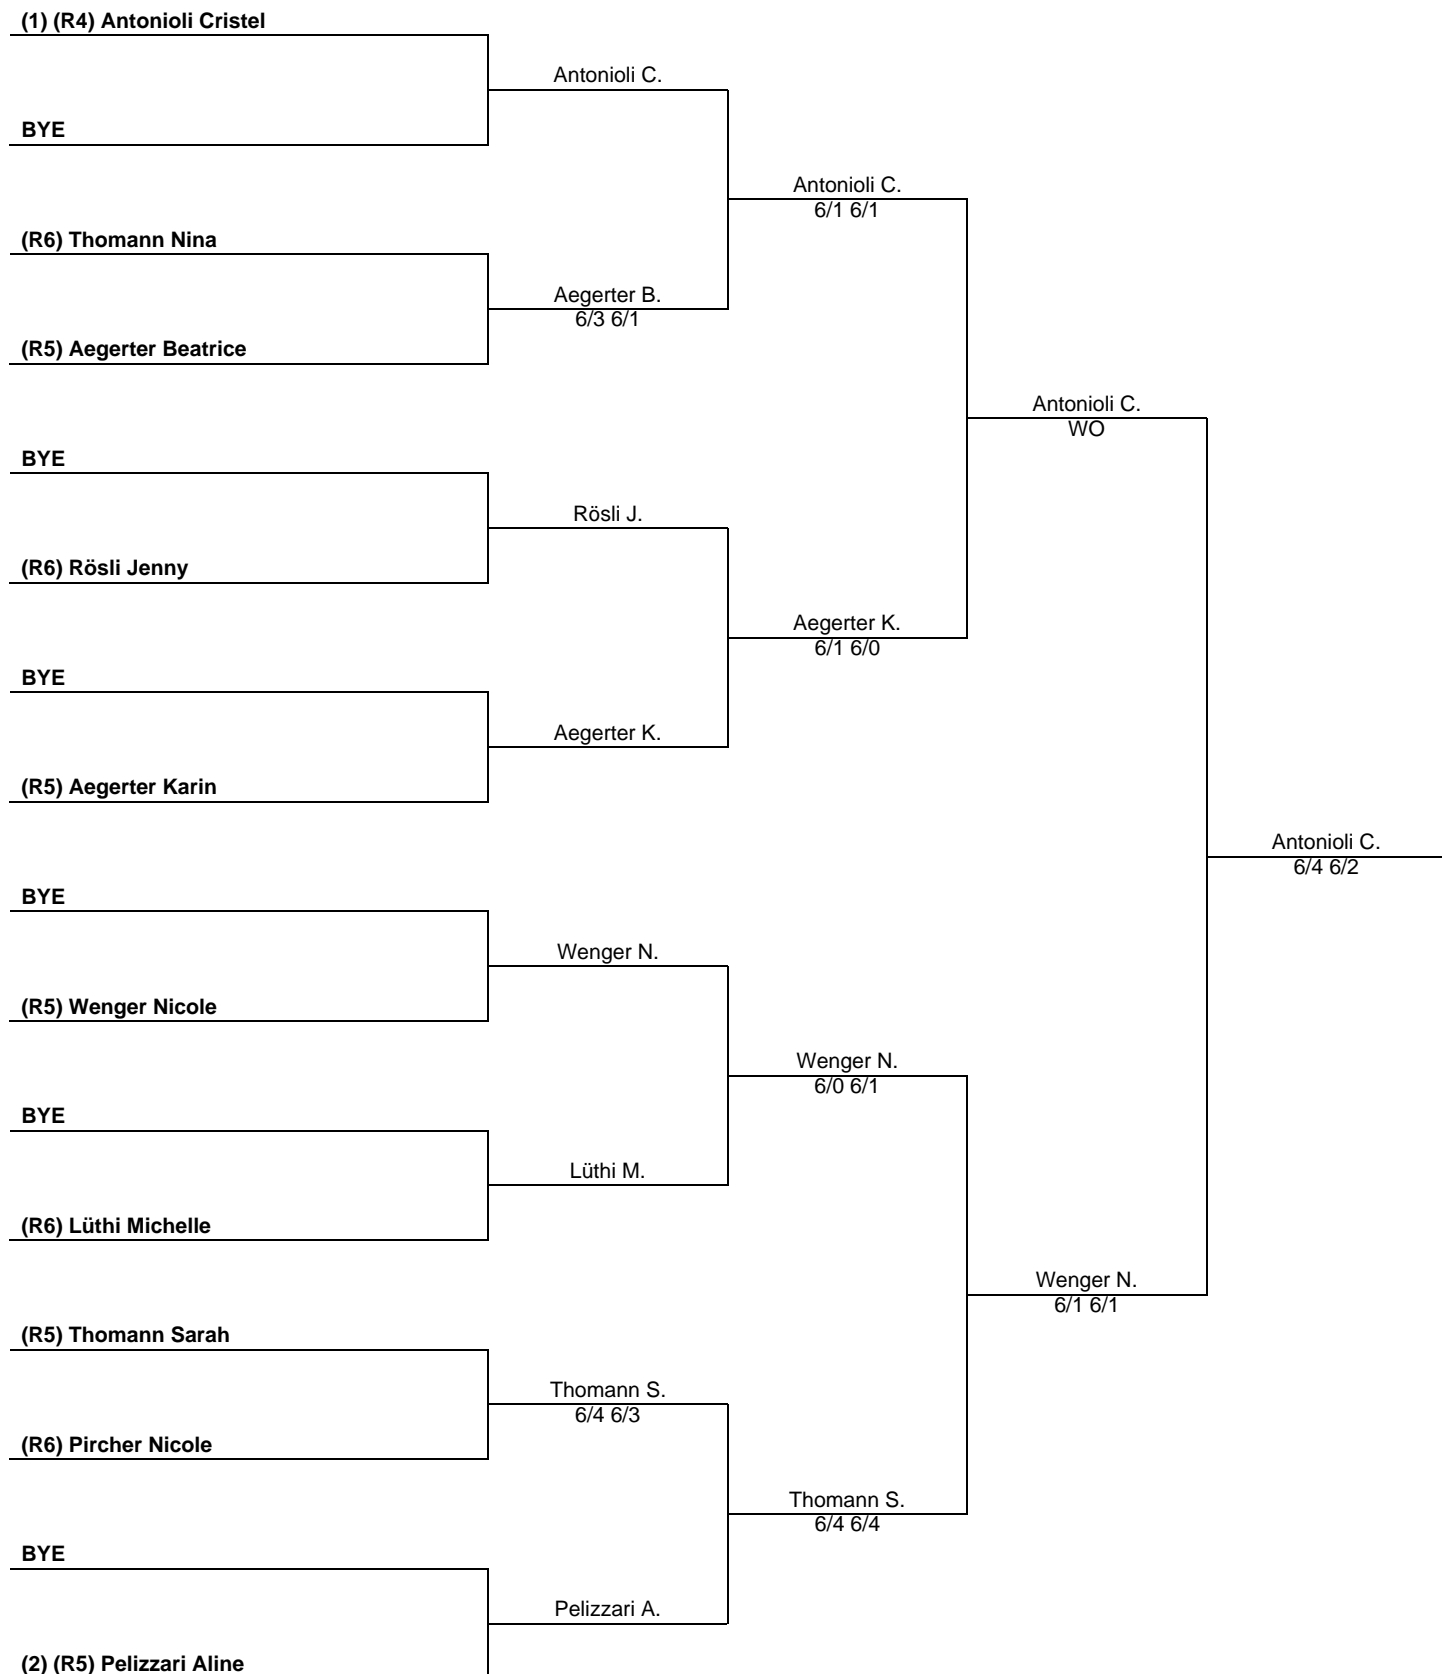 (1) (R4) Antonioli Cristel
Antonioli C.
BYE
Antonioli C.
6/1 6/1
(R6) Thomann Nina
Aegerter B.
6/3 6/1
(R5) Aegerter Beatrice
Antonioli C.
WO
BYE
Rösli J.
(R6) Rösli Jenny
Aegerter K.
6/1 6/0
BYE
Aegerter K.
(R5) Aegerter Karin
Antonioli C.
6/4 6/2
BYE
Wenger N.
(R5) Wenger Nicole
Wenger N.
6/0 6/1
BYE
Lüthi M.
(R6) Lüthi Michelle
Wenger N.
6/1 6/1
(R5) Thomann Sarah
Thomann S.
6/4 6/3
(R6) Pircher Nicole
Thomann S.
6/4 6/4
BYE
Pelizzari A.
(2) (R5) Pelizzari Aline